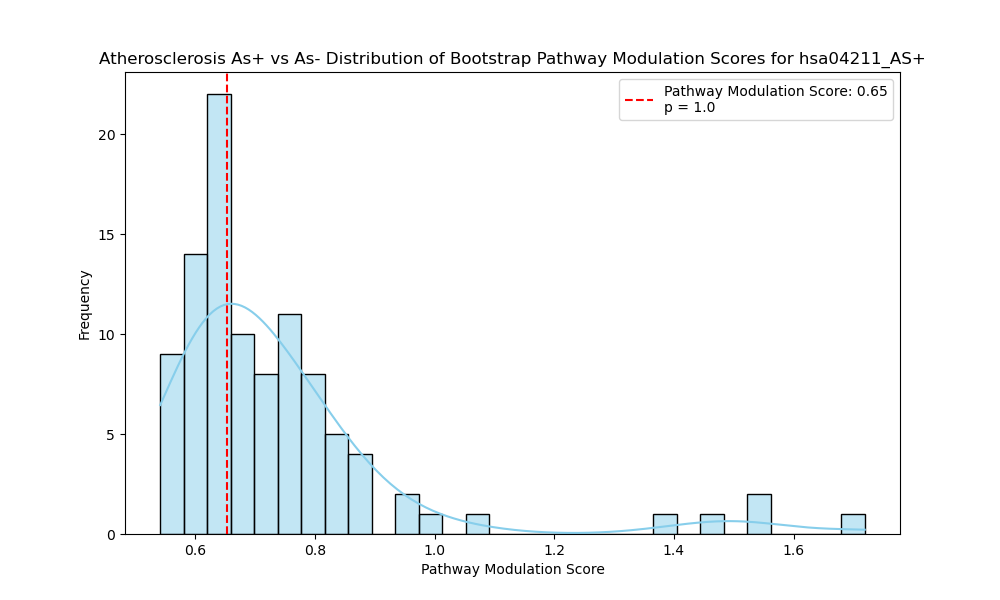 Atherosclerosis As+ vs As- Distribution of Bootstrap Pathway Modulation Scores for hsa04211_AS+
Pathway Modulation Score: 0.65
p = 1.0
Frequency
20
15
10
5
0
0.6 0.8 1.0 1.2 1.4 1.6
Pathway Modulation Score